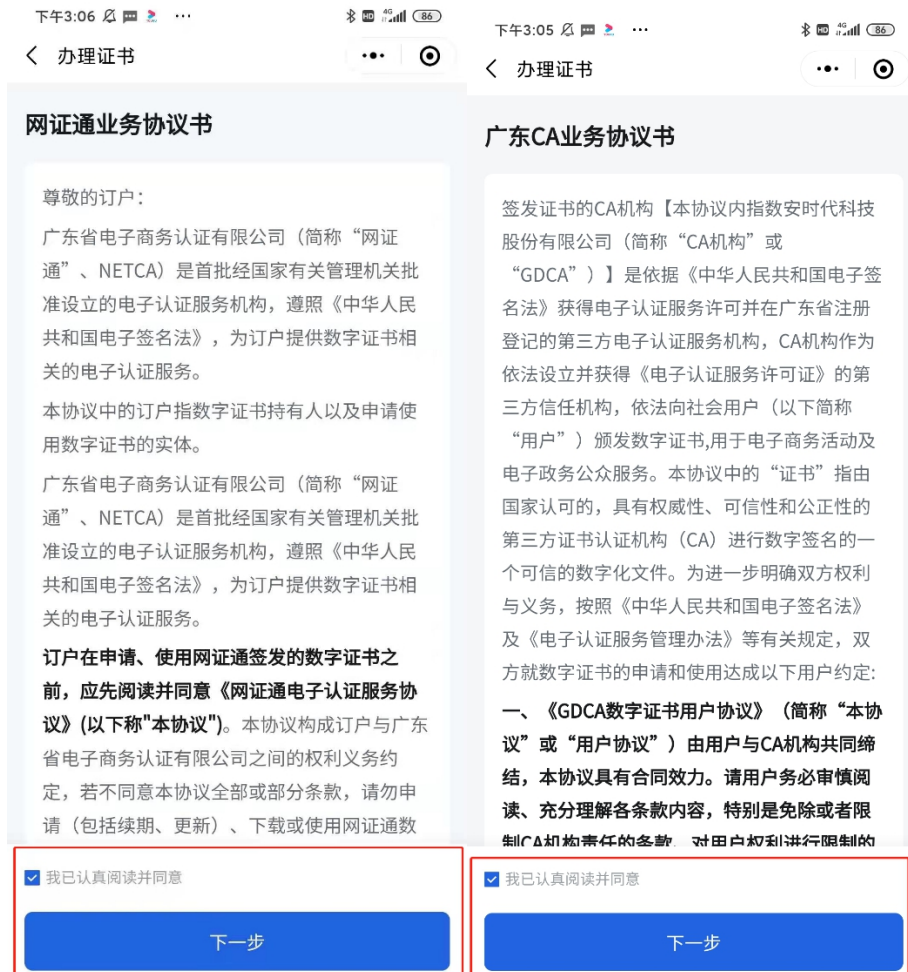 下午3:06
4G
86
办理证书
网证通业务协议书
尊敬的订户：
广东省电子商务认证有限公司（简称“网证
通”、NETCA）是首批经国家有关管理机关批
准设立的电子认证服务机构，遵照《中华人民
共和国电子签名法》，为订户提供数字证书相
关的电子认证服务。
本协议中的订户指数字证书持有人以及申请使
用数字证书的实体。
广东省电子商务认证有限公司（简称“网证
通”、NETCA）是首批经国家有关管理机关批
准设立的电子认证服务机构，遵照《中华人民
共和国电子签名法》，为订户提供数字证书相
关的电子认证服务。
订户在申请、使用网证通签发的数字证书之
前，应先阅读并同意《网证通电子认证服务协
议》(以下称"本协议")。本协议构成订户与广东
省电子商务认证有限公司之间的权利义务约
定，若不同意本协议全部或部分条款，请勿申
请（包括续期、更新）、下载或使用网证通数
我已认真阅读并同意
下一步
下午3:05
4G
86
办理证书
广东CA业务协议书
签发证书的CA机构【本协议内指数安时代科技
股份有限公司（简称“CA机构”或
“GDCA”）】是依据《中华人民共和国电子签
名法》获得电子认证服务许可并在广东省注册
登记的第三方电子认证服务机构，CA机构作为
依法设立并获得《电子认证服务许可证》的第
三方信任机构，依法向社会用户（以下简称
“用户”）颁发数字证书,用于电子商务活动及
电子政务公众服务。本协议中的“证书”指由
国家认可的，具有权威性、可信性和公正性的
第三方证书认证机构（CA）进行数字签名的一
个可信的数字化文件。为进一步明确双方权利
与义务，按照《中华人民共和国电子签名法》
及《电子认证服务管理办法》等有关规定，双
方就数字证书的申请和使用达成以下用户约定:
一、《GDCA数字证书用户协议》（简称“本协
议”或“用户协议”）由用户与CA机构共同缔
结，本协议具有合同效力。请用户务必审慎阅
读、充分理解各条款内容，特别是免除或者限
制CA机构责任的条款、对用户权利进行限制的
我已认真阅读并同意
下一步